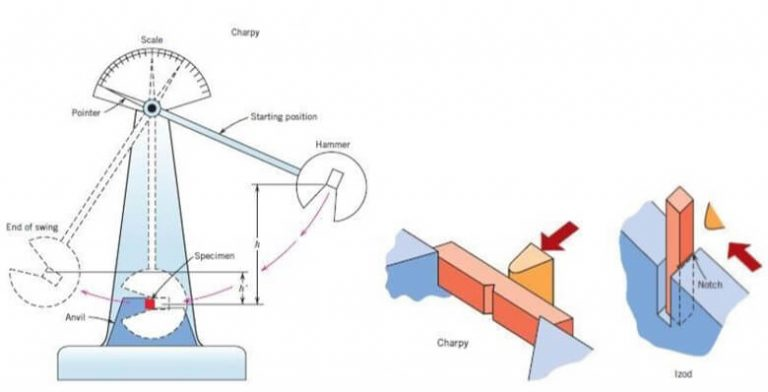 Charpy
Scale
Pointer
Starting position
Hammer
End of swing
h
Specimen
h'
Anvil
Notch
Charpy
Izod